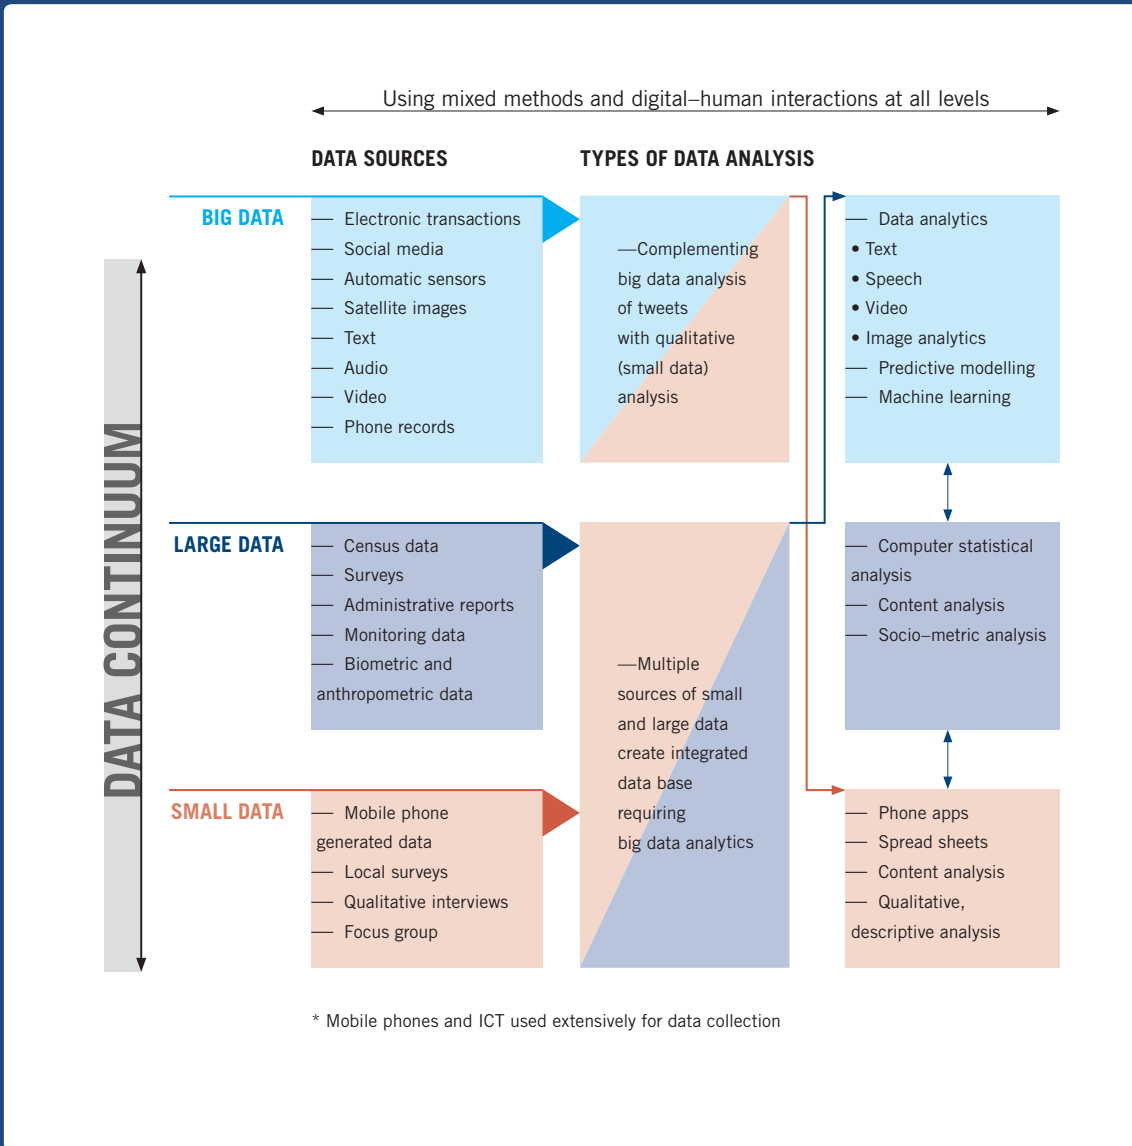 Using mixed methods and digital–human interactions at all levels
DATA SOURCES
TYPES OF DATA ANALYSIS
DATA CONTINUUM
BIG DATA
— Electronic transactions
— Social media
— Automatic sensors
— Satellite images
— Text
— Audio
— Video
— Phone records
—Complementing
big data analysis
of tweets
with qualitative
(small data)
analysis
— Data analytics
• Text
• Speech
• Video
• Image analytics
— Predictive modelling
— Machine learning
LARGE DATA
— Census data
— Surveys
— Administrative reports
— Monitoring data
— Biometric and
anthropometric data
—Multiple
sources of small
and large data
create integrated
data base
requiring
big data analytics
— Computer statistical
analysis
— Content analysis
— Socio–metric analysis
SMALL DATA
— Mobile phone
generated data
— Local surveys
— Qualitative interviews
— Focus group
— Phone apps
— Spread sheets
— Content analysis
— Qualitative,
descriptive analysis
* Mobile phones and ICT used extensively for data collection